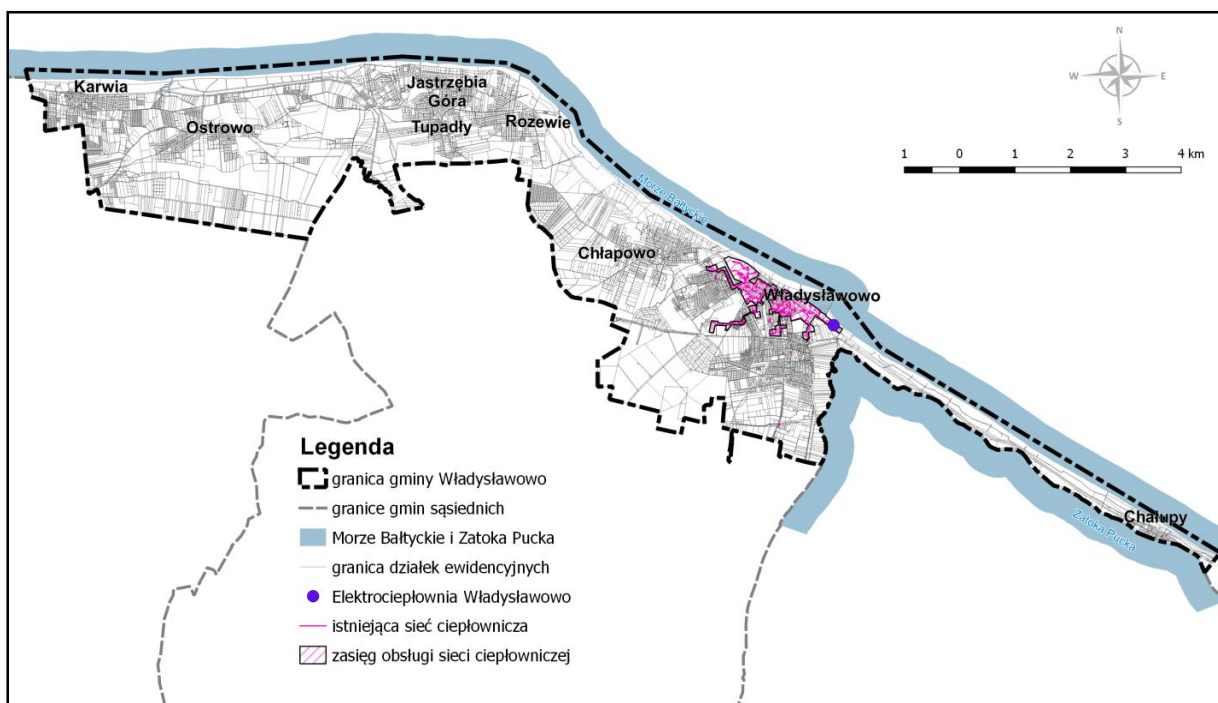 N
W E
S
1 0 1 2 3 4 km
Karwia
Ostrowo
Jastrzębia
Góra
Tupadły
Rozewie
Morze Bałtyckie
Chłapowo
Władysławowo
Chałupy
Zatoka Pucka
Legenda
granica gminy Władysławowo
granice gmin sąsiednich
Morze Bałtyckie i Zatoka Pucka
granica działek ewidencyjnych
Elektrociepłownia Władysławowo
istniejąca sieć ciepłownicza
zasięg obsługi sieci ciepłowniczej